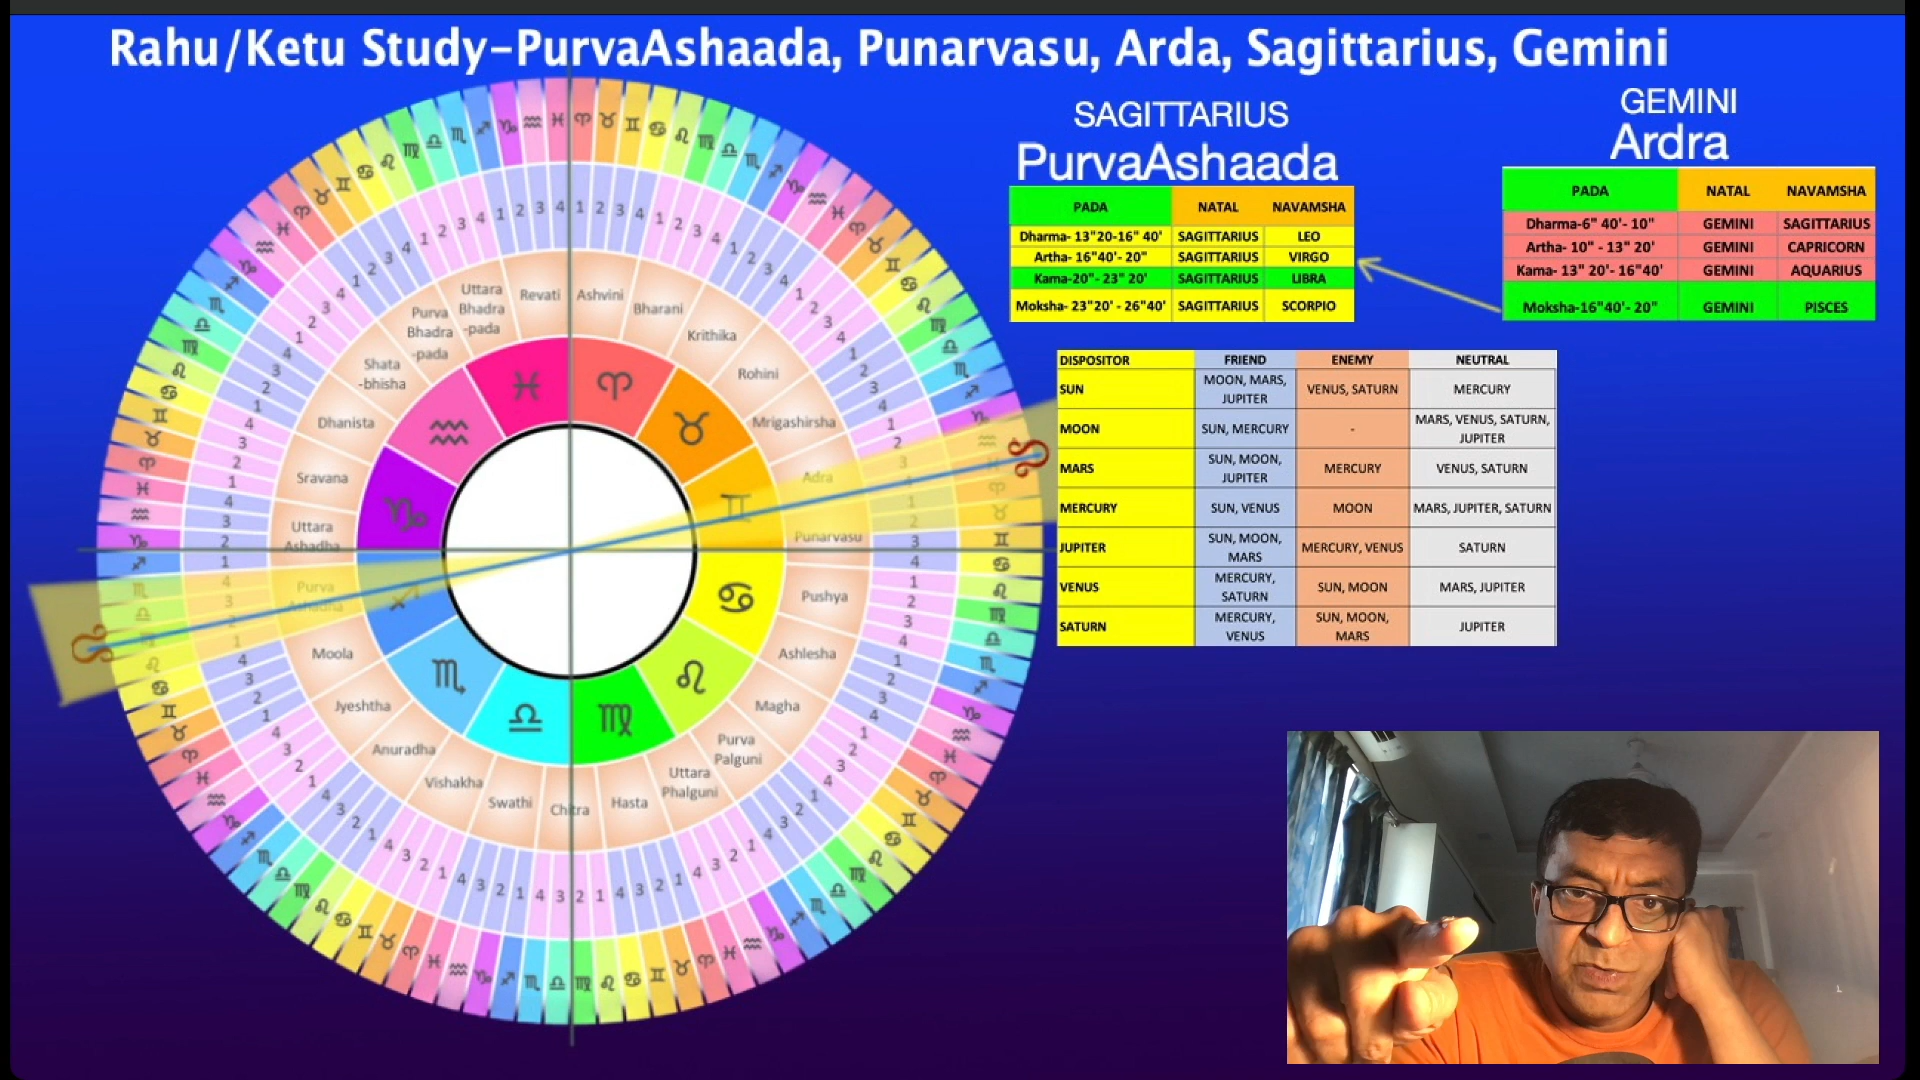 Rahu/Ketu Study-PurvaAshaada, Punarvasu, Arda, Sagittarius, Gemini
SAGITTARIUS
PurvaAshaada
PADA NATAL NAVAMSHA
Dharma- 13"20-16" 40' SAGITTARIUS LEO
Artha- 16"40'- 20" SAGITTARIUS VIRGO
Kama-20"- 23" 20' SAGITTARIUS LIBRA
Moksha- 23"20' - 26"40' SAGITTARIUS SCORPIO
GEMINI
Ardra
PADA NATAL NAVAMSHA
Dharma-6" 40'- 10" GEMINI SAGITTARIUS
Artha- 10" - 13" 20' GEMINI CAPRICORN
Kama- 13" 20'- 16"40' GEMINI AQUARIUS
Moksha-16"40'- 20" GEMINI PISCES
DISPOSITOR FRIEND ENEMY NEUTRAL
SUN MOON, MARS, JUPITER VENUS, SATURN MERCURY
MOON SUN, MERCURY - MARS, VENUS, SATURN, JUPITER
MARS SUN, MOON, JUPITER MERCURY VENUS, SATURN
MERCURY SUN, VENUS MOON MARS, JUPITER, SATURN
JUPITER SUN, MOON, MARS MERCURY, VENUS SATURN
VENUS MERCURY, SATURN SUN, MOON MARS, JUPITER
SATURN MERCURY, VENUS SUN, MOON, MARS JUPITER
Ashvini
Bharani
Krithika
Rohini
Mrigashirsha
Adra
Punarvasu
Pushya
Ashlesha
Magha
Purva
Palguni
Uttara
Phalguni
Hasta
Chitra
Swathi
Vishakha
Anuradha
Jyeshtha
Moola
Purva
Ashadha
Uttara
Ashadha
Sravana
Dhanista
Shata
-bhisha
Purva
Bhadra
-pada
Uttara
Bhadra
-pada
Revati